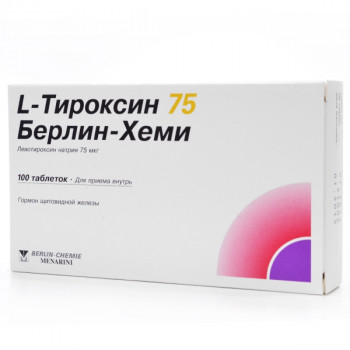 L-Тироксин 75
Берлин-Хеми
Левотироксин натрия 75 мкг
100 таблеток · Для приема внутрь
Гормон щитовидной железы
BERLIN-CHEMIE
MENARINI